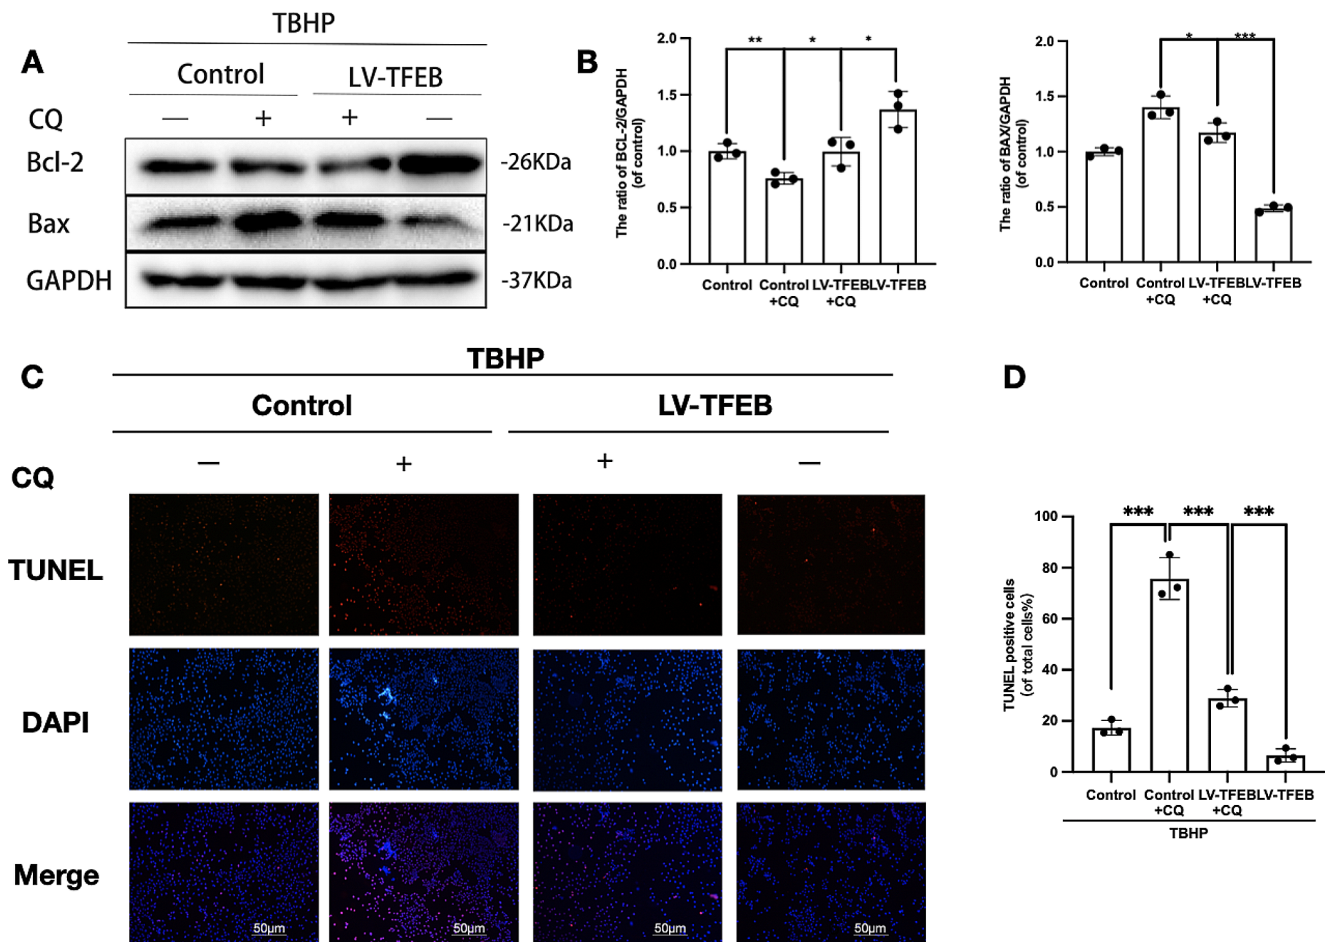 A
TBHP
Control LV-TFEB
CQ — + + —
Bcl-2 -26KDa
Bax -21KDa
GAPDH -37KDa
B
The ratio of BCL-2/GAPDH
(of control)
2.0
1.5
1.0
0.5
0.0
** * *
Control Control LV-TFEB LV-TFEB
+CQ +CQ
The ratio of BAX/GAPDH
(of control)
2.0
1.5
1.0
0.5
0.0
* ***
Control Control LV-TFEB LV-TFEB
+CQ +CQ
C
TBHP
Control LV-TFEB
CQ — + + —
TUNEL
DAPI
Merge
50μm 50μm 50μm 50μm
D
TUNEL positive cells
(of total cells%)
100
80
60
40
20
0
*** *** ***
Control Control LV-TFEB LV-TFEB
+CQ +CQ
TBHP